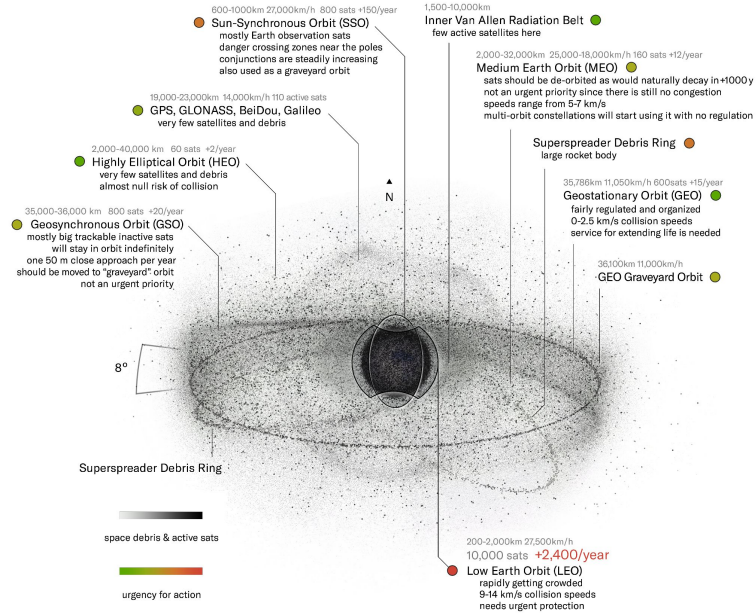 600-1000km 27,000km/h 800 sats +150/year
Sun-Synchronous Orbit (SSO)
mostly Earth observation sats
danger crossing zones near the poles
conjunctions are steadily increasing
also used as a graveyard orbit
1,500-10,000km
Inner Van Allen Radiation Belt
few active satellites here
2,000-32,000km 25,000-18,000km/h 160 sats +12/year
Medium Earth Orbit (MEO)
sats should be de-orbited as would naturally decay in +1000 y
not an urgent priority since there is still no congestion
speeds range from 5-7 km/s
multi-orbit constellations will start using it with no regulation
19,000-23,000km 14,000km/h 110 active sats
GPS, GLONASS, BeiDou, Galileo
very few satellites and debris
Superspreader Debris Ring
large rocket body
2,000-40,000 km 60 sats +2/year
Highly Elliptical Orbit (HEO)
very few satellites and debris
almost null risk of collision
35,786km 11,050km/h 600sats +15/year
Geostationary Orbit (GEO)
fairly regulated and organized
0-2.5 km/s collision speeds
service for extending life is needed
N
35,000-36,000 km 800 sats +20/year
Geosynchronous Orbit (GSO)
mostly big trackable inactive sats
will stay in orbit indefinitely
one 50 m close approach per year
should be moved to "graveyard" orbit
not an urgent priority
36,100km 11,000km/h
GEO Graveyard Orbit
8º
Superspreader Debris Ring
space debris & active sats
urgency for action
200-2,000km 27,500km/h
10,000 sats +2,400/year
Low Earth Orbit (LEO)
rapidly getting crowded
9-14 km/s collision speeds
needs urgent protection